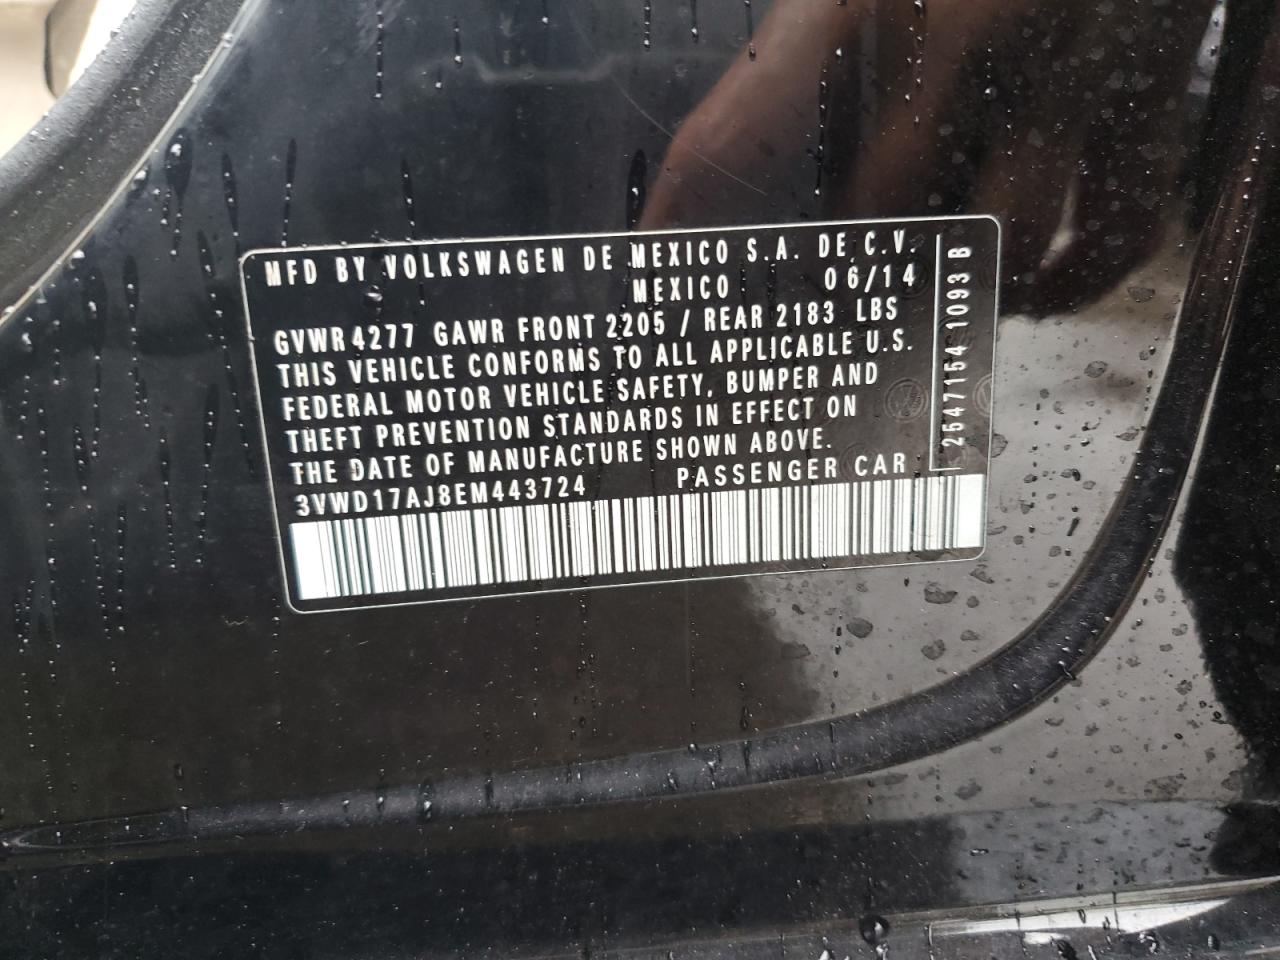 MFD BY VOLKSWAGEN DE MEXICO S.A. DE C.V.
MEXICO 06/14
GVWR 4277 GAWR FRONT 2205 / REAR 2183 LBS
THIS VEHICLE CONFORMS TO ALL APPLICABLE U.S.
FEDERAL MOTOR VEHICLE SAFETY, BUMPER AND
THEFT PREVENTION STANDARDS IN EFFECT ON
THE DATE OF MANUFACTURE SHOWN ABOVE.
3VWD17AJ8EM443724 PASSENGER CAR
2547154 1093 B